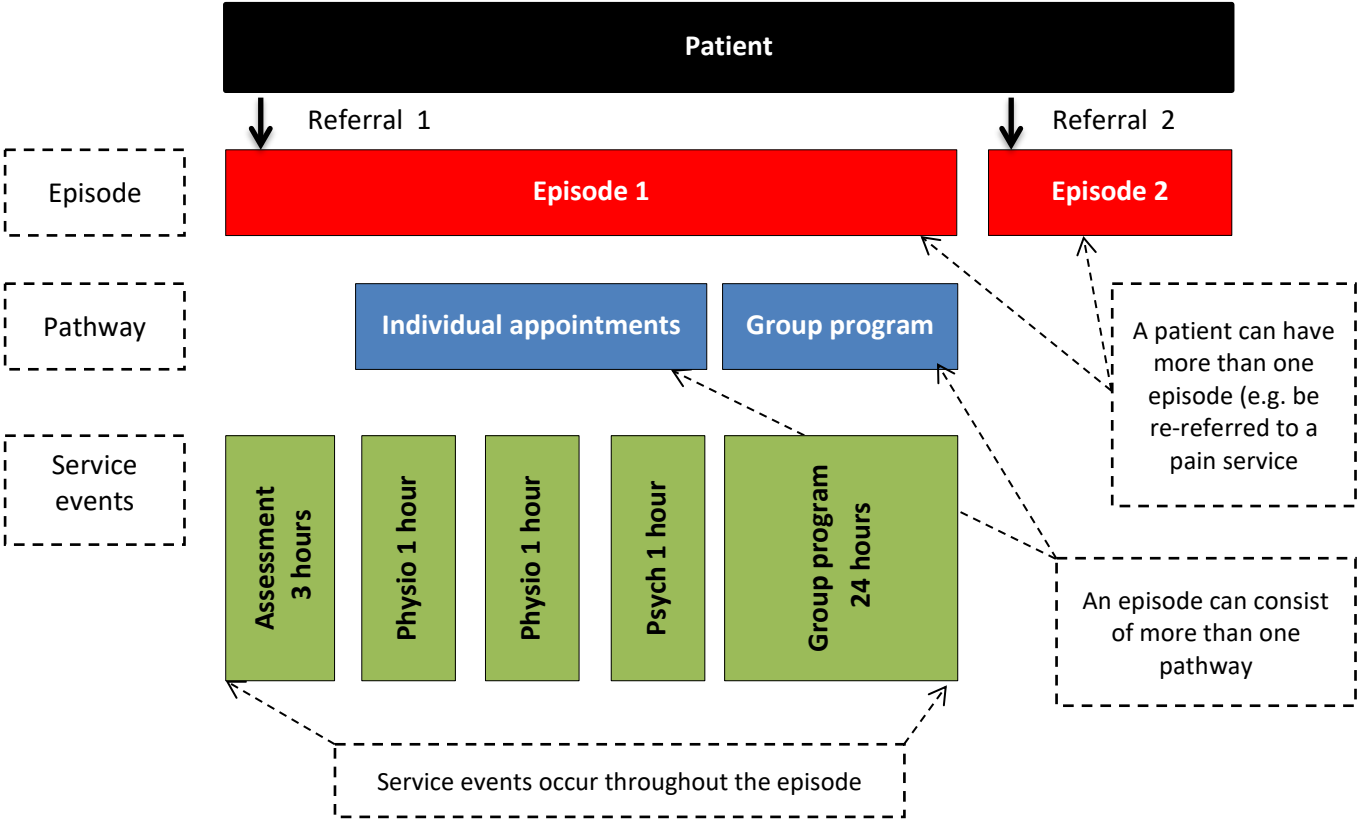 Patient
Referral 1
Referral 2
Episode
Episode 1
Episode 2
Pathway
Individual appointments
Group program
A patient can have
more than one
episode (e.g. be
re-referred to a
pain service
Service
events
Assessment
3 hours
Physio 1 hour
Physio 1 hour
Psych 1 hour
Group program
24 hours
An episode can consist
of more than one
pathway
Service events occur throughout the episode